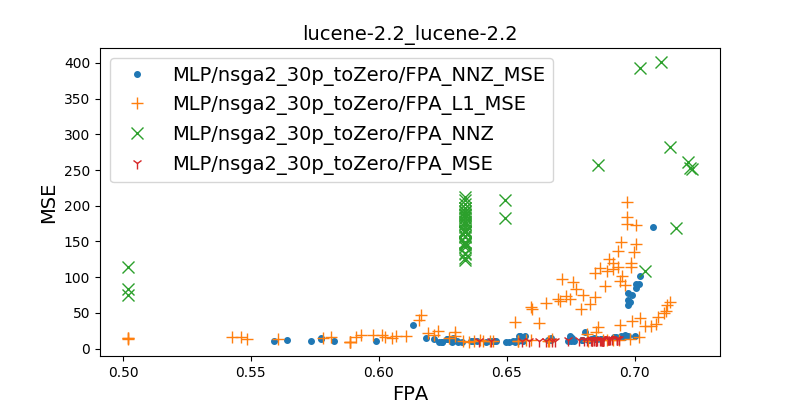 lucene-2.2_lucene-2.2
MLP/nsga2_30p_toZero/FPA_NNZ_MSE
MLP/nsga2_30p_toZero/FPA_L1_MSE
MLP/nsga2_30p_toZero/FPA_NNZ
MLP/nsga2_30p_toZero/FPA_MSE
MSE
400
350
300
250
200
150
100
50
0
0.50 0.55 0.60 0.65 0.70
FPA